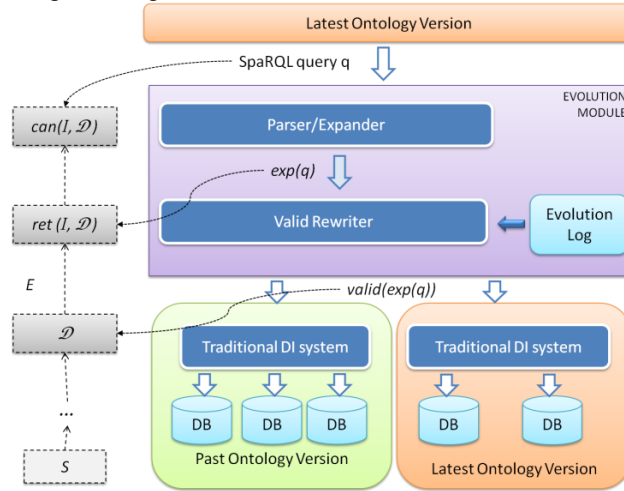 Latest Ontology Version
SpaRQL query q
EVOLUTION
MODULE
can(I, 𝒟)
Parser/Expander
exp(q)
ret (I, 𝒟)
Valid Rewriter
Evolution
Log
E
valid(exp(q))
𝒟
Traditional DI system
Traditional DI system
...
DB
DB
DB
DB
DB
Past Ontology Version
Latest Ontology Version
S